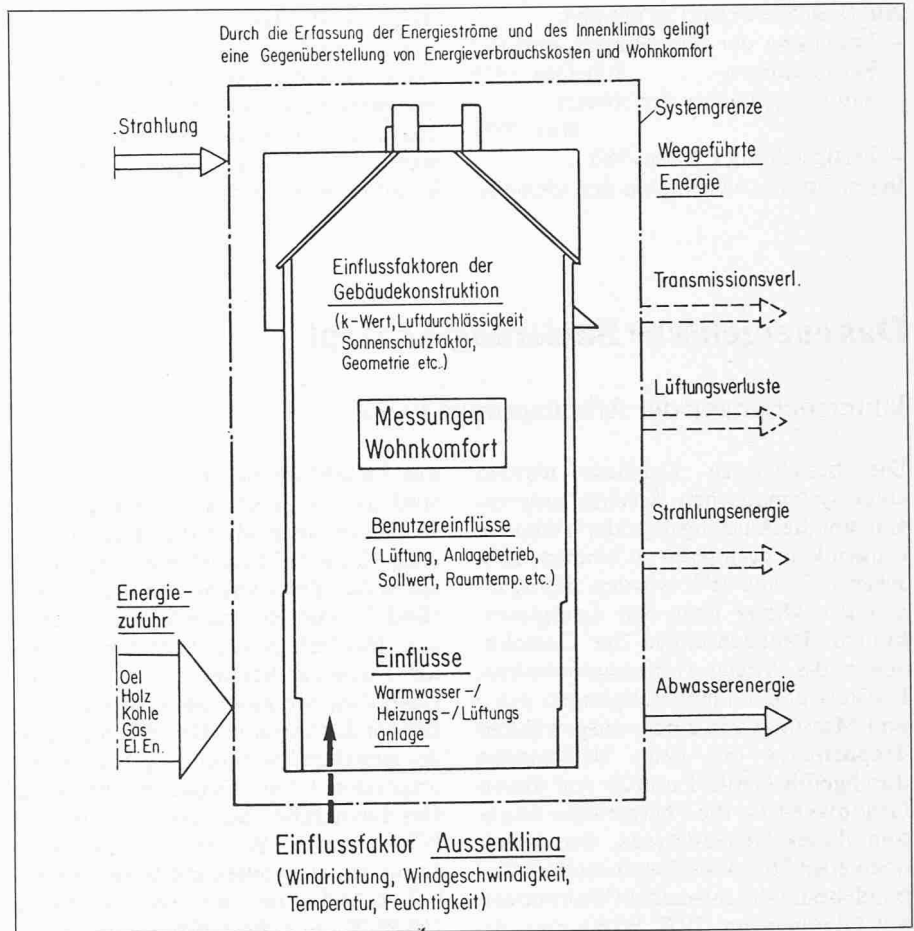 Durch die Erfassung der Energieströme und des Innenklimas gelingt
eine Gegenüberstellung von Energieverbrauchskosten und Wohnkomfort
Strahlung
Systemgrenze
Weggeführte
Energie
Einflussfaktoren der
Gebäudekonstruktion
(k-Wert, Luftdurchlässigkeit
Sonnenschutzfaktor,
Geometrie etc..)
Transmissionsverl.
Messungen
Wohnkomfort
Lüftungsverluste
Benutzereinflüsse
(Lüftung, Anlagebetrieb,
Sollwert, Raumtemp. etc.)
Strahlungsenergie
Energie-
zufuhr
Oel
Holz
Kohle
Gas
El. En.
Einflüsse
Warmwasser-/
Heizungs-/Lüftungs
anlage
Abwasserenergie
Einflussfaktor Aussenklima
(Windrichtung, Windgeschwindigkeit,
Temperatur, Feuchtigkeit)